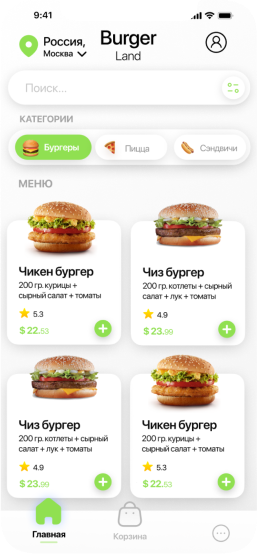 9:41
Россия,
Москва
Burger
Land
Поиск...
КАТЕГОРИИ
Бургеры
Пицца
Сэндвичи
МЕНЮ
Чикен бургер
200 гр. курицы +
сырный салат + томаты
5.3
$ 22.53
Чиз бургер
200 гр. котлеты + сырный
салат + лук + томаты
4.9
$ 23.99
Чиз бургер
200 гр. котлеты + сырный
салат + лук + томаты
4.9
$ 23.99
Чикен бургер
200 гр. курицы +
сырный салат + томаты
5.3
$ 22.53
Главная
Корзина